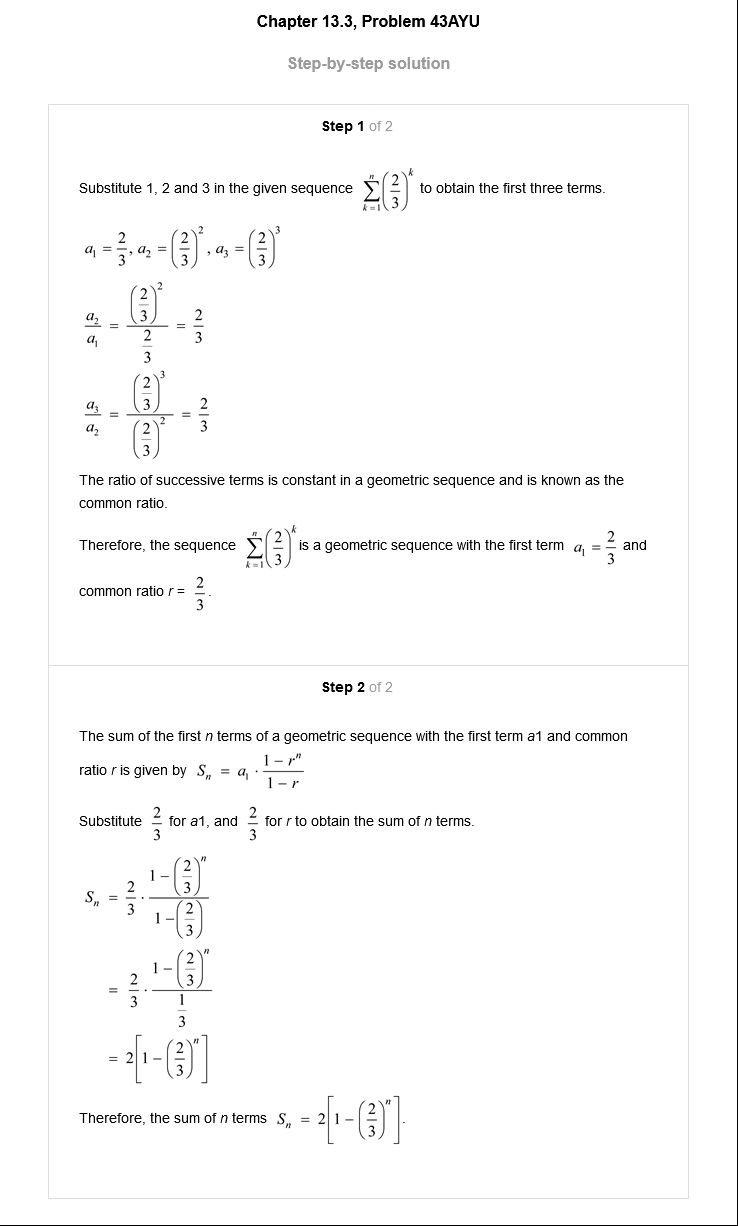 Chapter 13.3, Problem 43AYU
Step-by-step solution
Step 1 of 2
Substitute 1, 2 and 3 in the given sequence $\sum_{k=1}^{n}\left(\frac{2}{3}\right)^k$ to obtain the first three terms.
$a_1 = \frac{2}{3}, a_2 = \left(\frac{2}{3}\right)^2, a_3 = \left(\frac{2}{3}\right)^3$
$\frac{a_2}{a_1} = \frac{\left(\frac{2}{3}\right)^2}{\frac{2}{3}} = \frac{2}{3}$
$\frac{a_3}{a_2} = \frac{\left(\frac{2}{3}\right)^3}{\left(\frac{2}{3}\right)^2} = \frac{2}{3}$
The ratio of successive terms is constant in a geometric sequence and is known as the
common ratio.
Therefore, the sequence $\sum_{k=1}^{n}\left(\frac{2}{3}\right)^k$ is a geometric sequence with the first term $a_1 = \frac{2}{3}$ and
common ratio r = $\frac{2}{3}$.
Step 2 of 2
The sum of the first n terms of a geometric sequence with the first term a1 and common
ratio r is given by $S_n = a_1 \cdot \frac{1-r^n}{1-r}$
Substitute $\frac{2}{3}$ for a1, and $\frac{2}{3}$ for r to obtain the sum of n terms.
$S_n = \frac{2}{3} \cdot \frac{1-\left(\frac{2}{3}\right)^n}{1-\left(\frac{2}{3}\right)}$
$= \frac{2}{3} \cdot \frac{1-\left(\frac{2}{3}\right)^n}{\frac{1}{3}}$
$= 2\left[1-\left(\frac{2}{3}\right)^n\right]$
Therefore, the sum of n terms $S_n = 2\left[1-\left(\frac{2}{3}\right)^n\right]$.